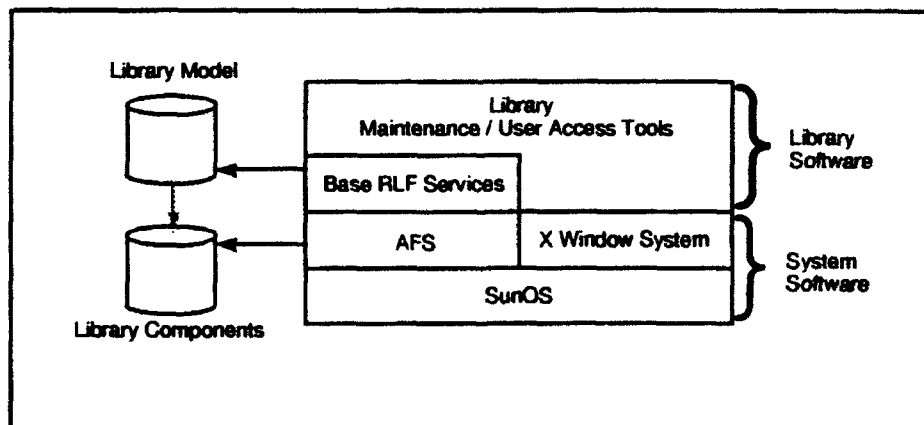 Library Model
Library
Maintenance / User Access Tools
Library
Software
Base RLF Services
AFS
X Window System
System
Software
SunOS
Library Components